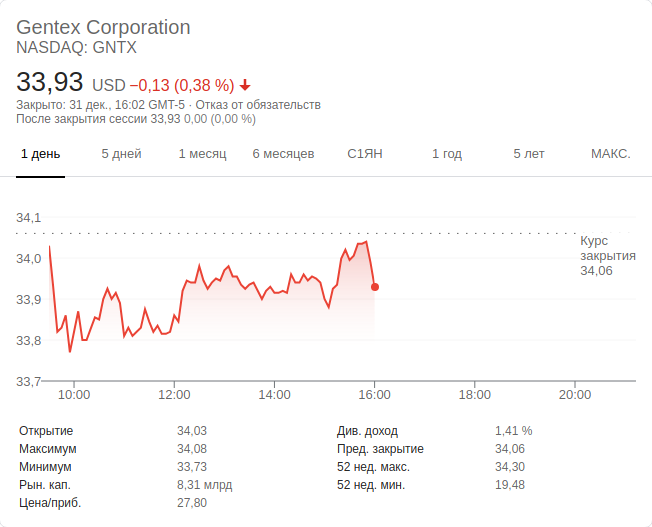 Gentex Corporation
NASDAQ: GNTX
33,93 USD −0,13 (0,38 %)
Закрыто: 31 дек., 16:02 GMT-5 · Отказ от обязательств
После закрытия сессии 33,93 0,00 (0,00 %)
1 день 5 дней 1 месяц 6 месяцев С1ЯН 1 год 5 лет МАКС.
34,1
Курс
закрытия
34,06
34,0
33,9
33,8
33,7
10:00 12:00 14:00 16:00 18:00 20:00
Открытие 34,03 Див. доход 1,41 %
Максимум 34,08 Пред. закрытие 34,06
Минимум 33,73 52 нед. макс. 34,30
Рын. кап. 8,31 млрд 52 нед. мин. 19,48
Цена/приб. 27,80